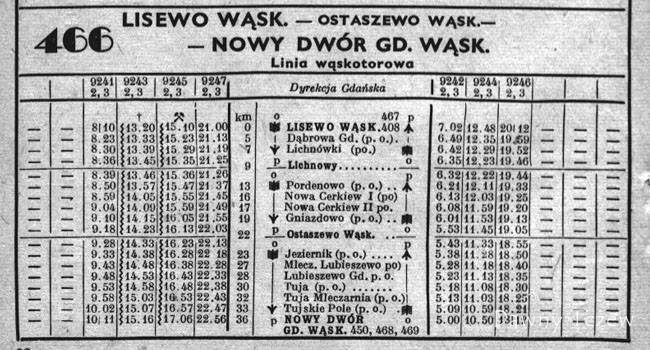 LISEWO WĄSK. — OSTASZEWO WĄSK.—
466 — NOWY DWÓR GD. WĄSK.
Linia wąskotorowa
9241 9243 9245 9247 Dyrekcja Gdańska 9242 9244 9246
2, 3 2, 3 2, 3 2, 3 2, 3 2, 3 2, 3
† ⚒ km o 467 p
8 10 13.20 15.10 21.00 0 LISEWO WĄSK. 408 7.02 12.48 20 12
8.23 13.33 15.23 21.13 5 Dąbrowa Gd. (p. o.) . 6.49 12.35 19.59
8.30 13.39 15.29 21.19 7 Lichnówki (po.) 6.42 12.29 19.52
8.36 13.45 15.35 21.25 9 p Lichnowy.......... o 6.35 12.23 19.46
8.39 13.46 15.36 21.26 o p 6.32 12.22 19.44
8.50 13.57 15.47 21.37 13 Pordenowo (p. o.) .. 6.21 12.11 19.33
8.59 14.05 15.55 21.45 16 Nowa Cerkiew I (po) 6.13 12.03 19.25
9.04 14.09 15.59 21.49 17 Nowa Cerkiew II po. 6.08 11.59 19.20
9.10 14.15 16.05 21.55 19 Gniazdowo (p. o.) .. 6.01 11.53 19.13
9.18 14.23 16.13 22.03 22 p Ostaszewo Wąsk. .. o 5.53 11.45 19.05
9.28 14.33 16.23 22.13 o p 5.43 11.33 18.55
9.33 14.38 16.28 22 18 23 Jeziernik (p. o.) .... 5.38 11.28 18.50
9.43 14.48 16.38 22.28 27 Mlecz. Lubieszewo po) 5.28 11.18 18.40
9.48 14.53 16.43 22.33 28 Lubieszewo Gd. p. o. 5.23 11.13 18.35
9.53 14.58 16.48 22.38 30 Tuja (p. o.) ....... 5.18 11.08 18.30
9.58 15.03 16.53 22.43 32 Tuja Mleczarnia (p. o.) 5.13 11.03 18.25
10.02 15.07 16.57 22.47 33 Tujskie Pole (p. o.) . 5.09 10.59 18.21
10 11 15.16 17.06 22.56 36 p NOWY DWÓR o 5.00 10.50
GD. WĄSK. 450, 468, 469